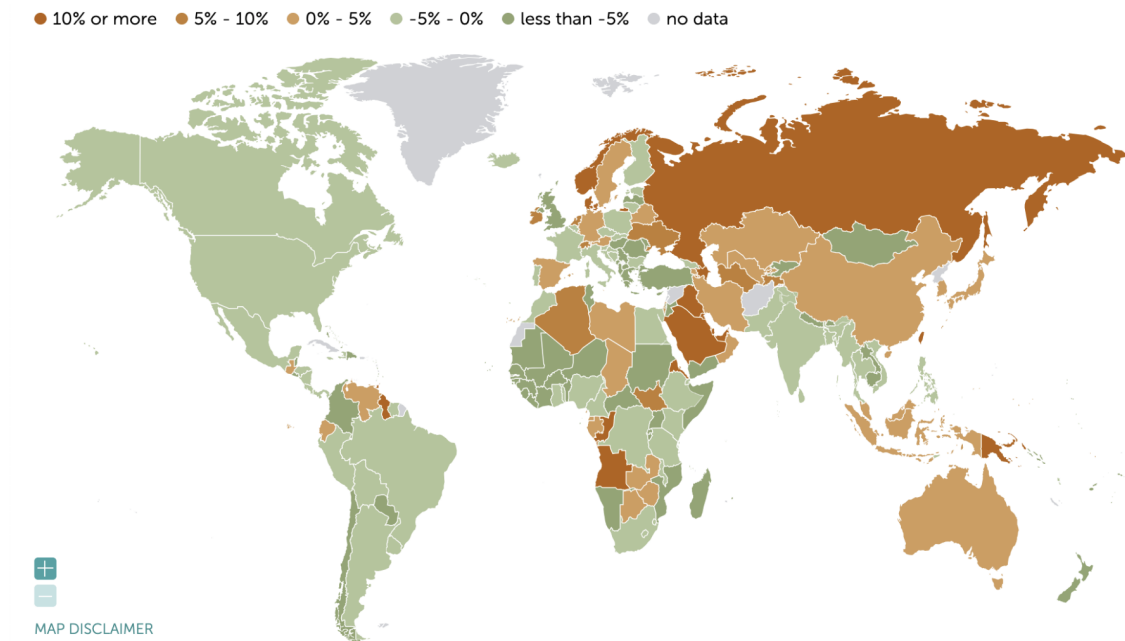 10% or more 5% - 10% 0% - 5% -5% - 0% less than -5% no data
+
−
MAP DISCLAIMER